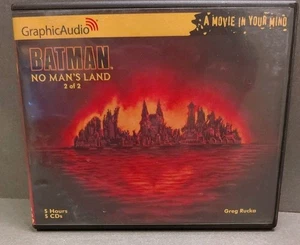 GraphicAudio
A MOVIE IN YOUR MIND
BATMAN
NO MAN'S LAND
2 of 2
5 Hours
5 CDs
Greg Rucka